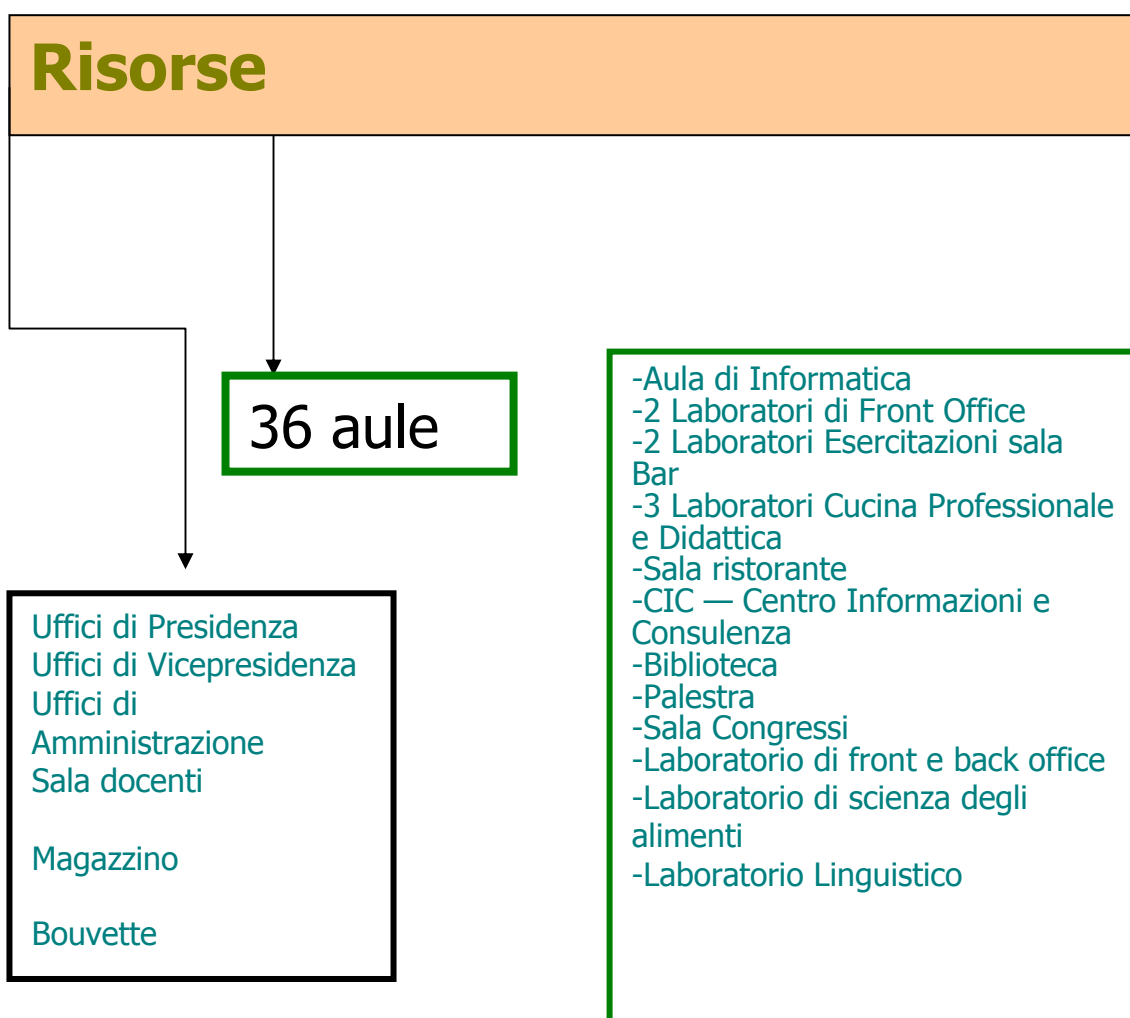 Risorse
36 aule
Uffici di Presidenza
Uffici di Vicepresidenza
Uffici di
Amministrazione
Sala docenti
Magazzino
Bouvette
-Aula di Informatica
-2 Laboratori di Front Office
-2 Laboratori Esercitazioni sala
Bar
-3 Laboratori Cucina Professionale
e Didattica
-Sala ristorante
-CIC — Centro Informazioni e
Consulenza
-Biblioteca
-Palestra
-Sala Congressi
-Laboratorio di front e back office
-Laboratorio di scienza degli
alimenti
-Laboratorio Linguistico